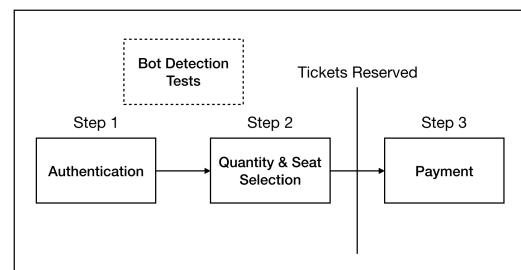 Bot Detection
Tests
Tickets Reserved
Step 1
Step 2
Step 3
Authentication
Quantity & Seat
Selection
Payment